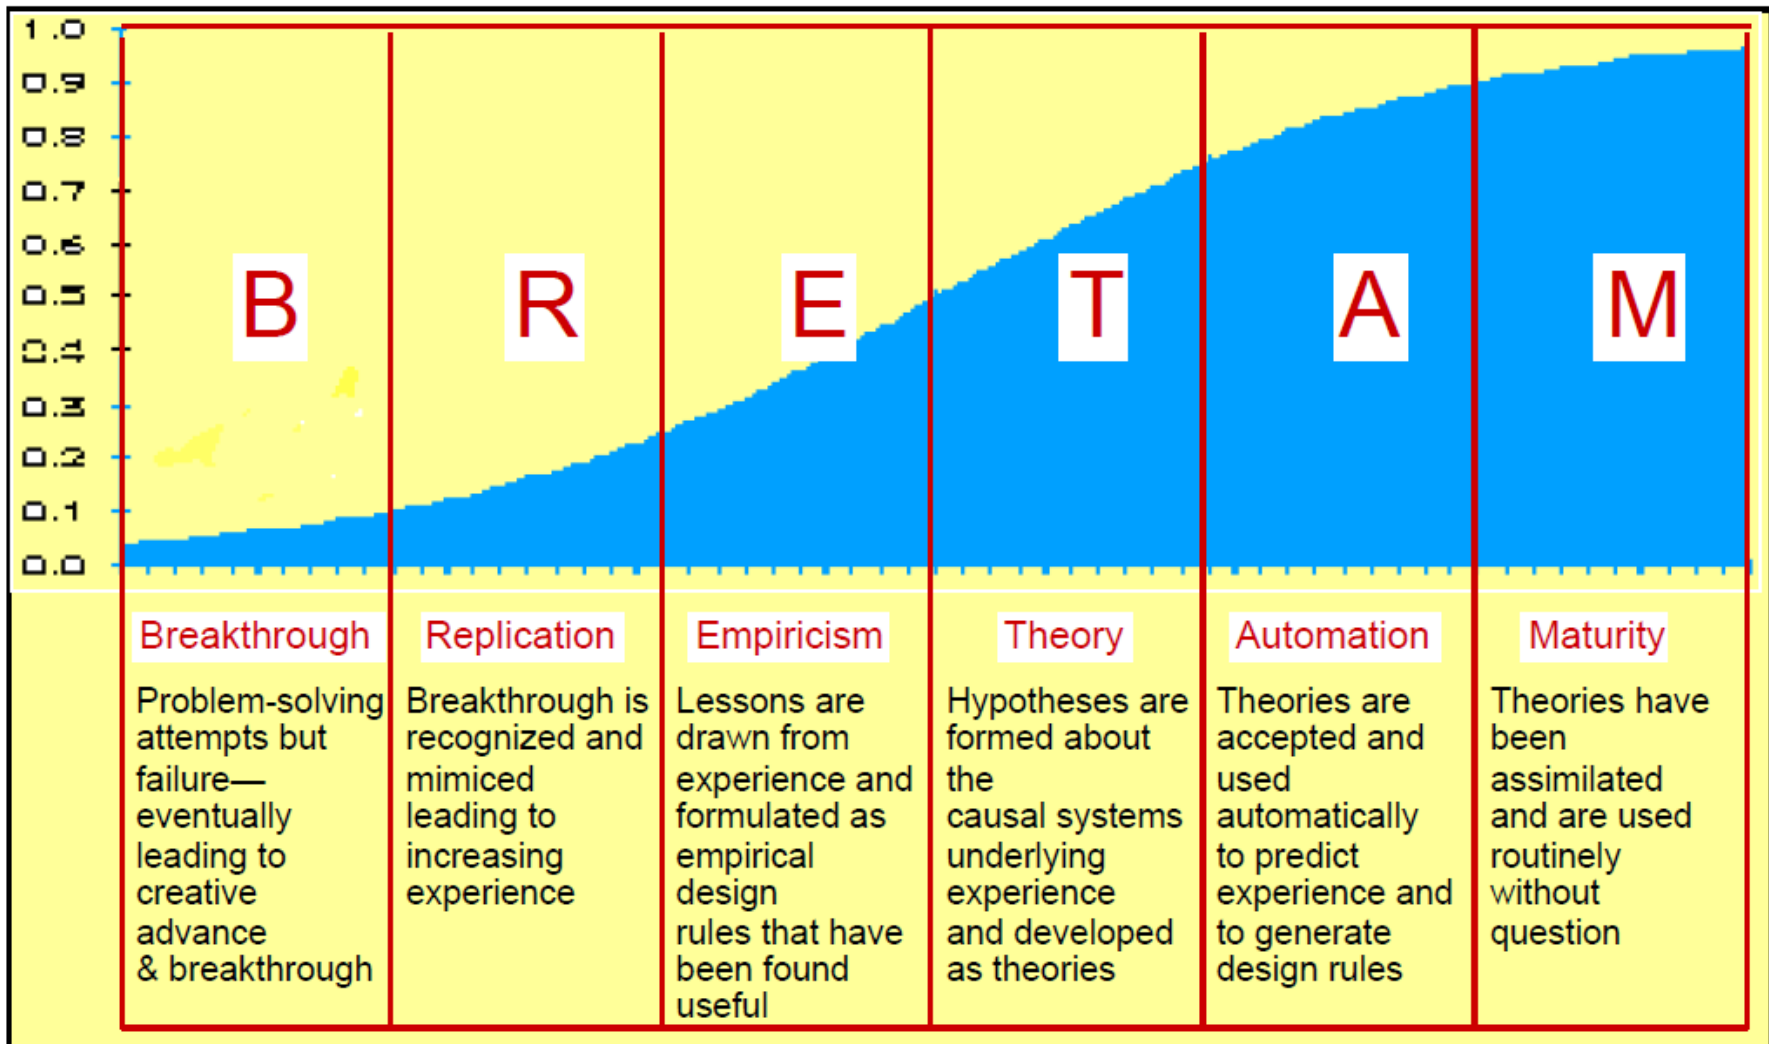 1.0
0.9
0.8
0.7
0.6
0.5
0.4
0.3
0.2
0.1
0.0
B
R
E
T
A
M
Breakthrough
Problem-solving
attempts but
failure—
eventually
leading to
creative
advance
& breakthrough
Replication
Breakthrough is
recognized and
mimiced
leading to
increasing
experience
Empiricism
Lessons are
drawn from
experience and
formulated as
empirical
design
rules that have
been found
useful
Theory
Hypotheses are
formed about
the
causal systems
underlying
experience
and developed
as theories
Automation
Theories are
accepted and
used
automatically
to predict
experience and
to generate
design rules
Maturity
Theories have
been
assimilated
and are used
routinely
without
question